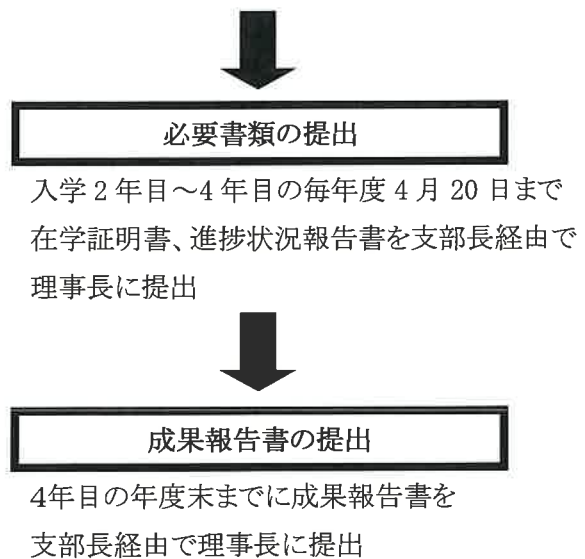 必要書類の提出
入学2年目～4年目の毎年度4月20日まで
在学証明書、進捗状況報告書を支部長経由で
理事長に提出
成果報告書の提出
4年目の年度末までに成果報告書を
支部長経由で理事長に提出